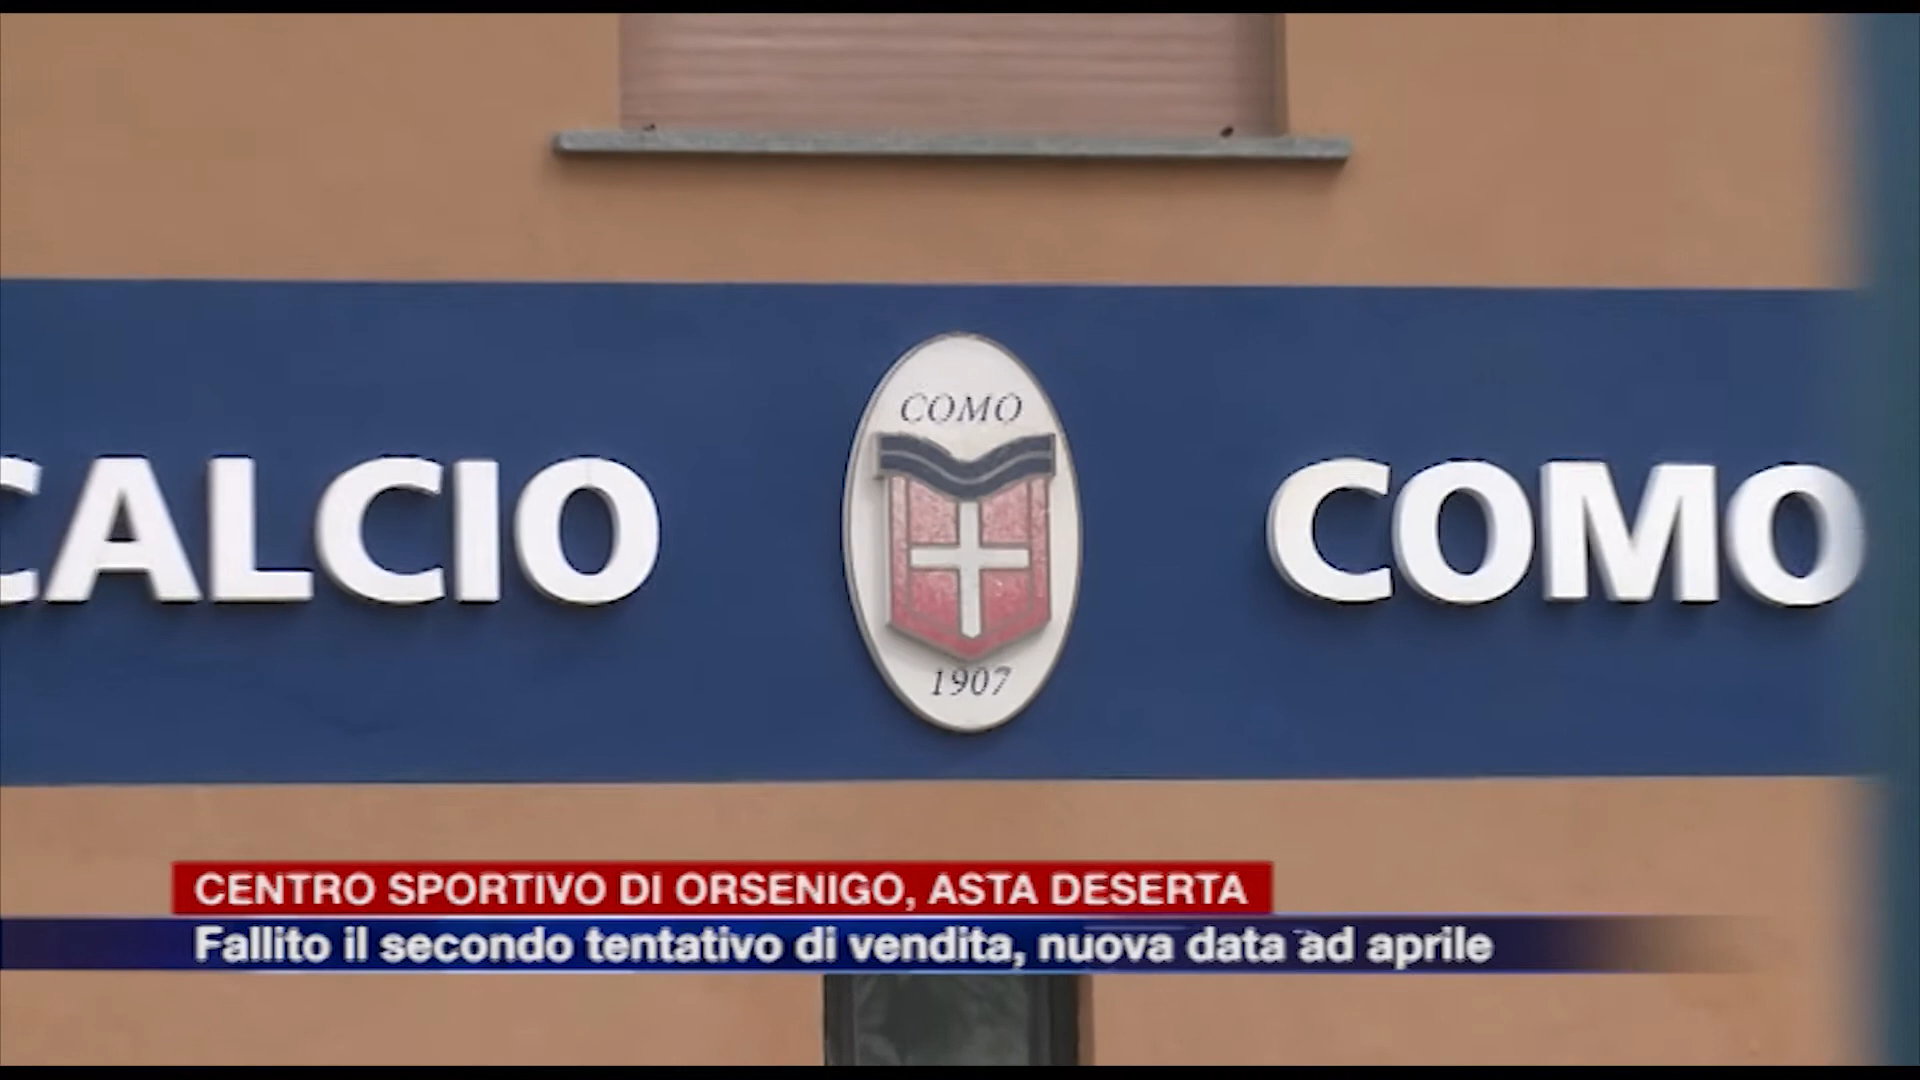 COMO
CALCIO COMO
1907
CENTRO SPORTIVO DI ORSENIGO, ASTA DESERTA
Fallito il secondo tentativo di vendita, nuova data ad aprile